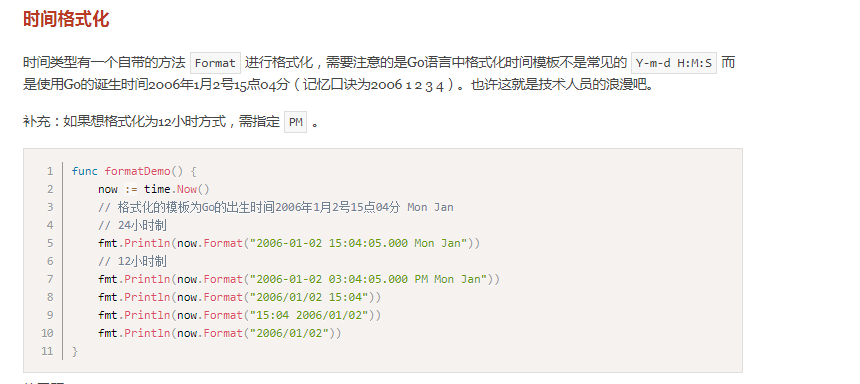 时间格式化
时间类型有一个自带的方法 Format 进行格式化，需要注意的是Go语言中格式化时间模板不是常见的 Y-m-d H:M:S 而
是使用Go的诞生时间2006年1月2号15点04分（记忆口诀为2006 1 2 3 4）。也许这就是技术人员的浪漫吧。
补充：如果想格式化为12小时方式，需指定 PM 。
1 func formatDemo() {
2 now := time.Now()
3 // 格式化的模板为Go的出生时间2006年1月2号15点04分 Mon Jan
4 // 24小时制
5 fmt.Println(now.Format("2006-01-02 15:04:05.000 Mon Jan"))
6 // 12小时制
7 fmt.Println(now.Format("2006-01-02 03:04:05.000 PM Mon Jan"))
8 fmt.Println(now.Format("2006/01/02 15:04"))
9 fmt.Println(now.Format("15:04 2006/01/02"))
10 fmt.Println(now.Format("2006/01/02"))
11 }